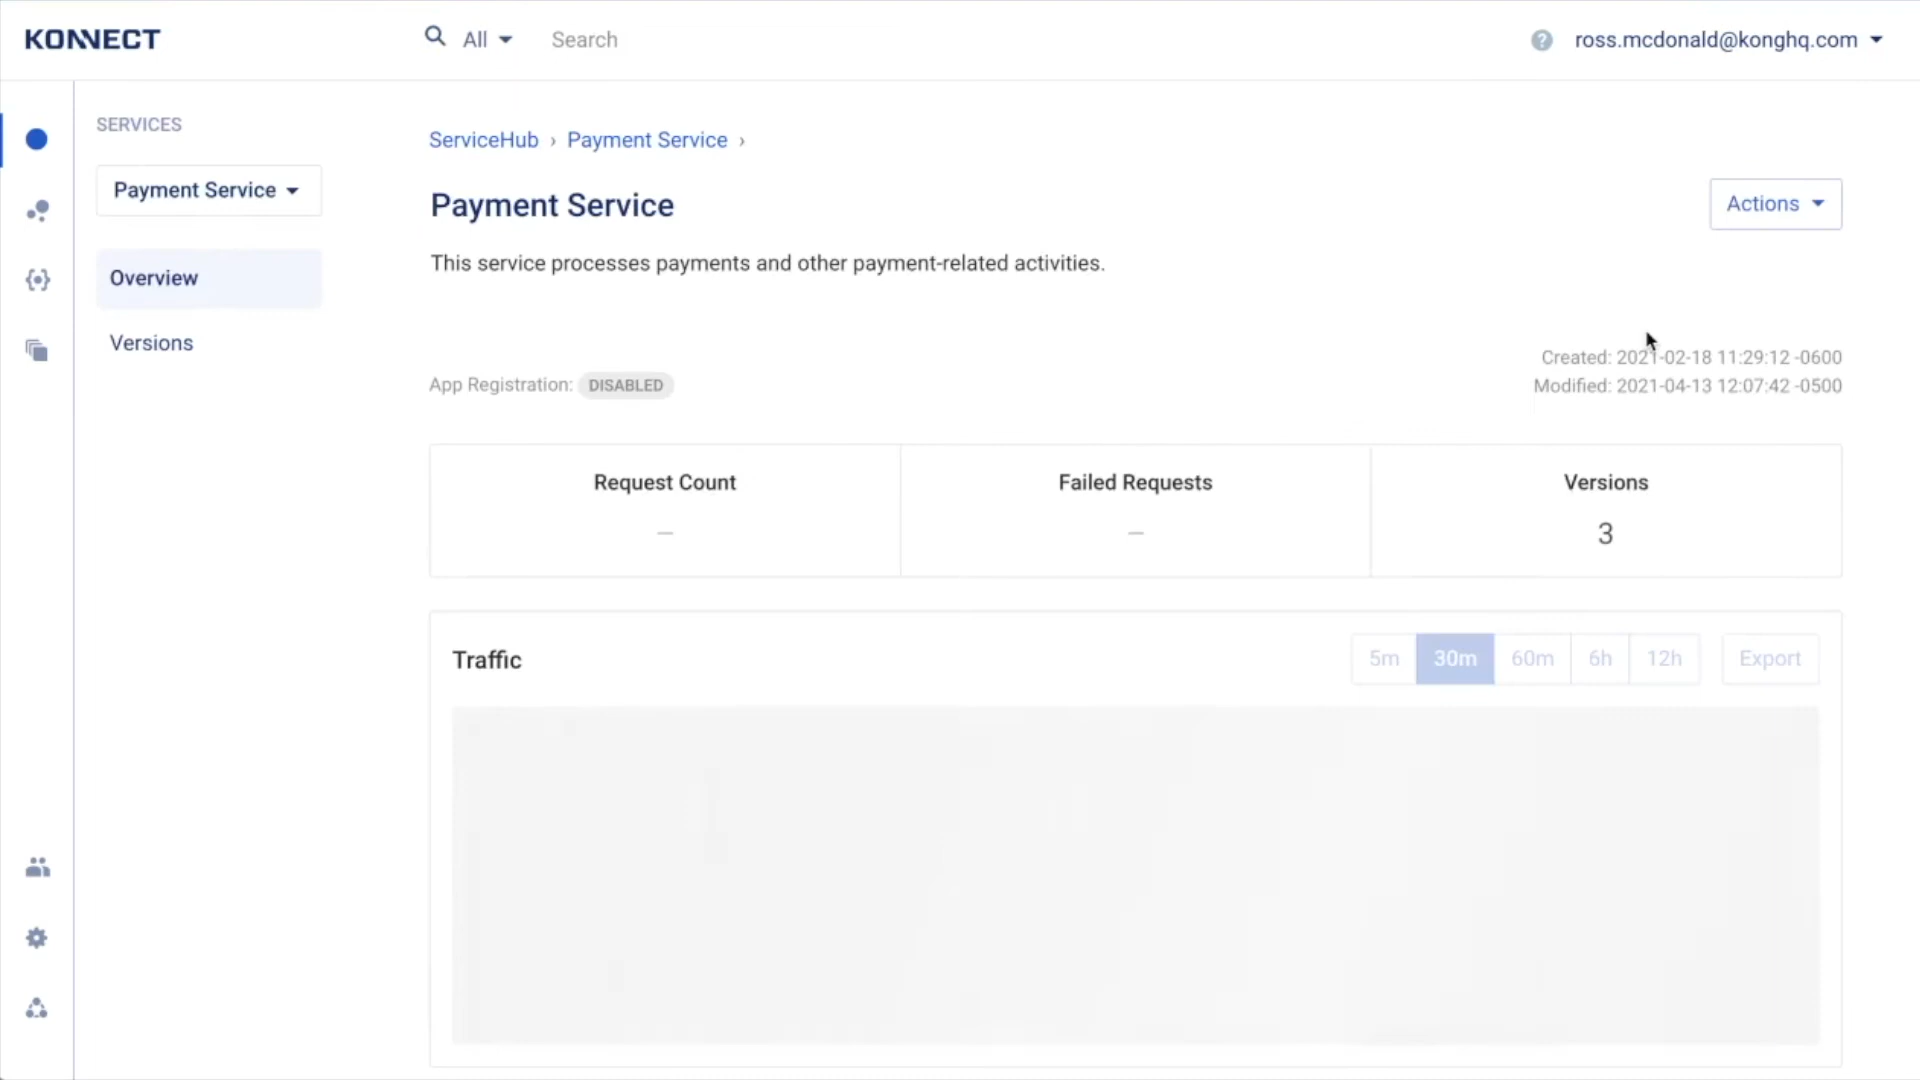 KONNECT
All
Search
?
ross.mcdonald@konghq.com
SERVICES
Payment Service
Overview
Versions
ServiceHub › Payment Service ›
Payment Service
Actions
This service processes payments and other payment-related activities.
Created: 2021-02-18 11:29:12 -0600
App Registration: DISABLED
Modified: 2021-04-13 12:07:42 -0500
Request Count
—
Failed Requests
—
Versions
3
Traffic
5m 30m 60m 6h 12h Export